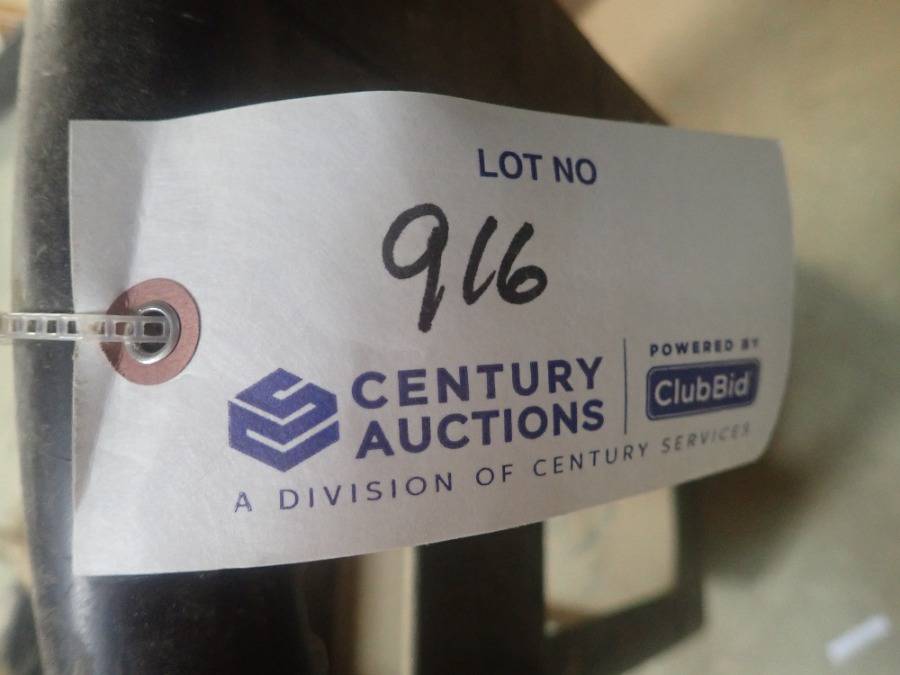 LOT NO
916
CENTURY
AUCTIONS
POWERED BY
ClubBid
A DIVISION OF CENTURY SERVICES